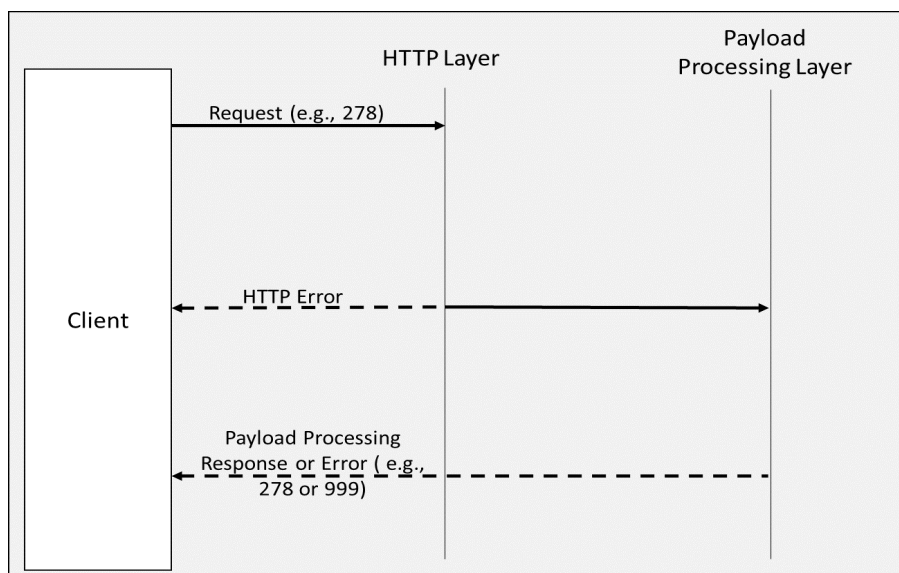 HTTP Layer
Payload
Processing Layer
Request (e.g., 278)
HTTP Error
Client
Payload Processing
Response or Error ( e.g.,
278 or 999)